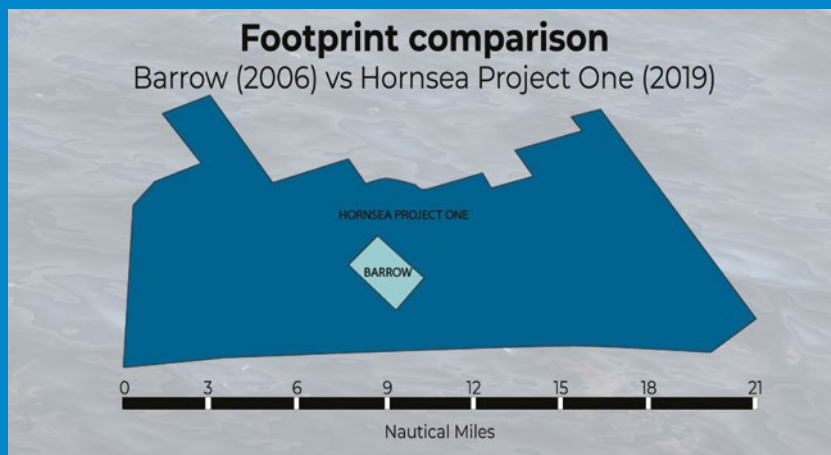 Footprint comparison
Barrow (2006) vs Hornsea Project One (2019)
HORNSEA PROJECT ONE
BARROW
0 3 6 9 12 15 18 21
Nautical Miles